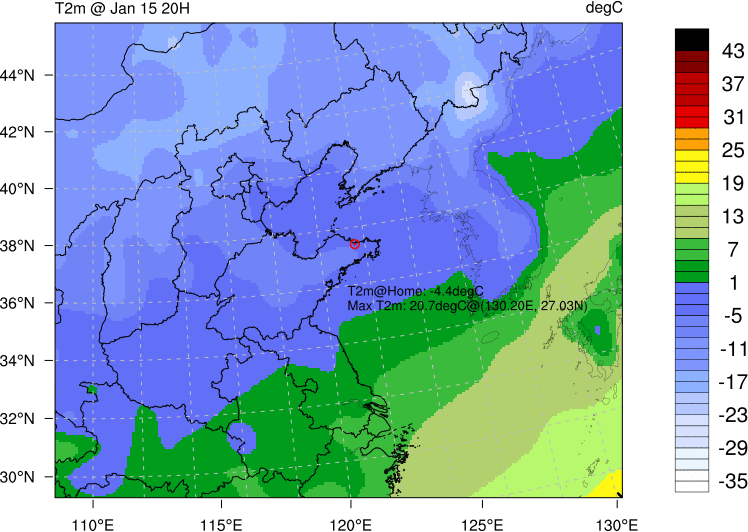 T2m @ Jan 15 20H
degC
44°N
42°N
40°N
38°N
36°N
34°N
32°N
30°N
T2m@Home: -4.4degC
Max T2m: 20.7degC@(130.20E, 27.03N)
110°E
115°E
120°E
125°E
130°E
43
37
31
25
19
13
7
1
-5
-11
-17
-23
-29
-35